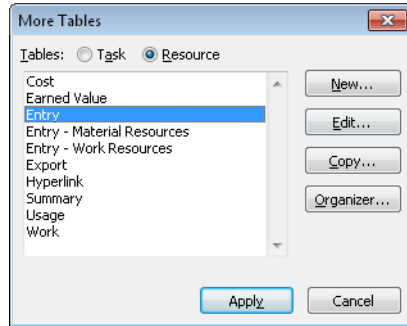 More Tables
Tables: Task Resource
Cost
Earned Value
Entry
Entry - Material Resources
Entry - Work Resources
Export
Hyperlink
Summary
Usage
Work
New...
Edit...
Copy...
Organizer...
Apply Cancel